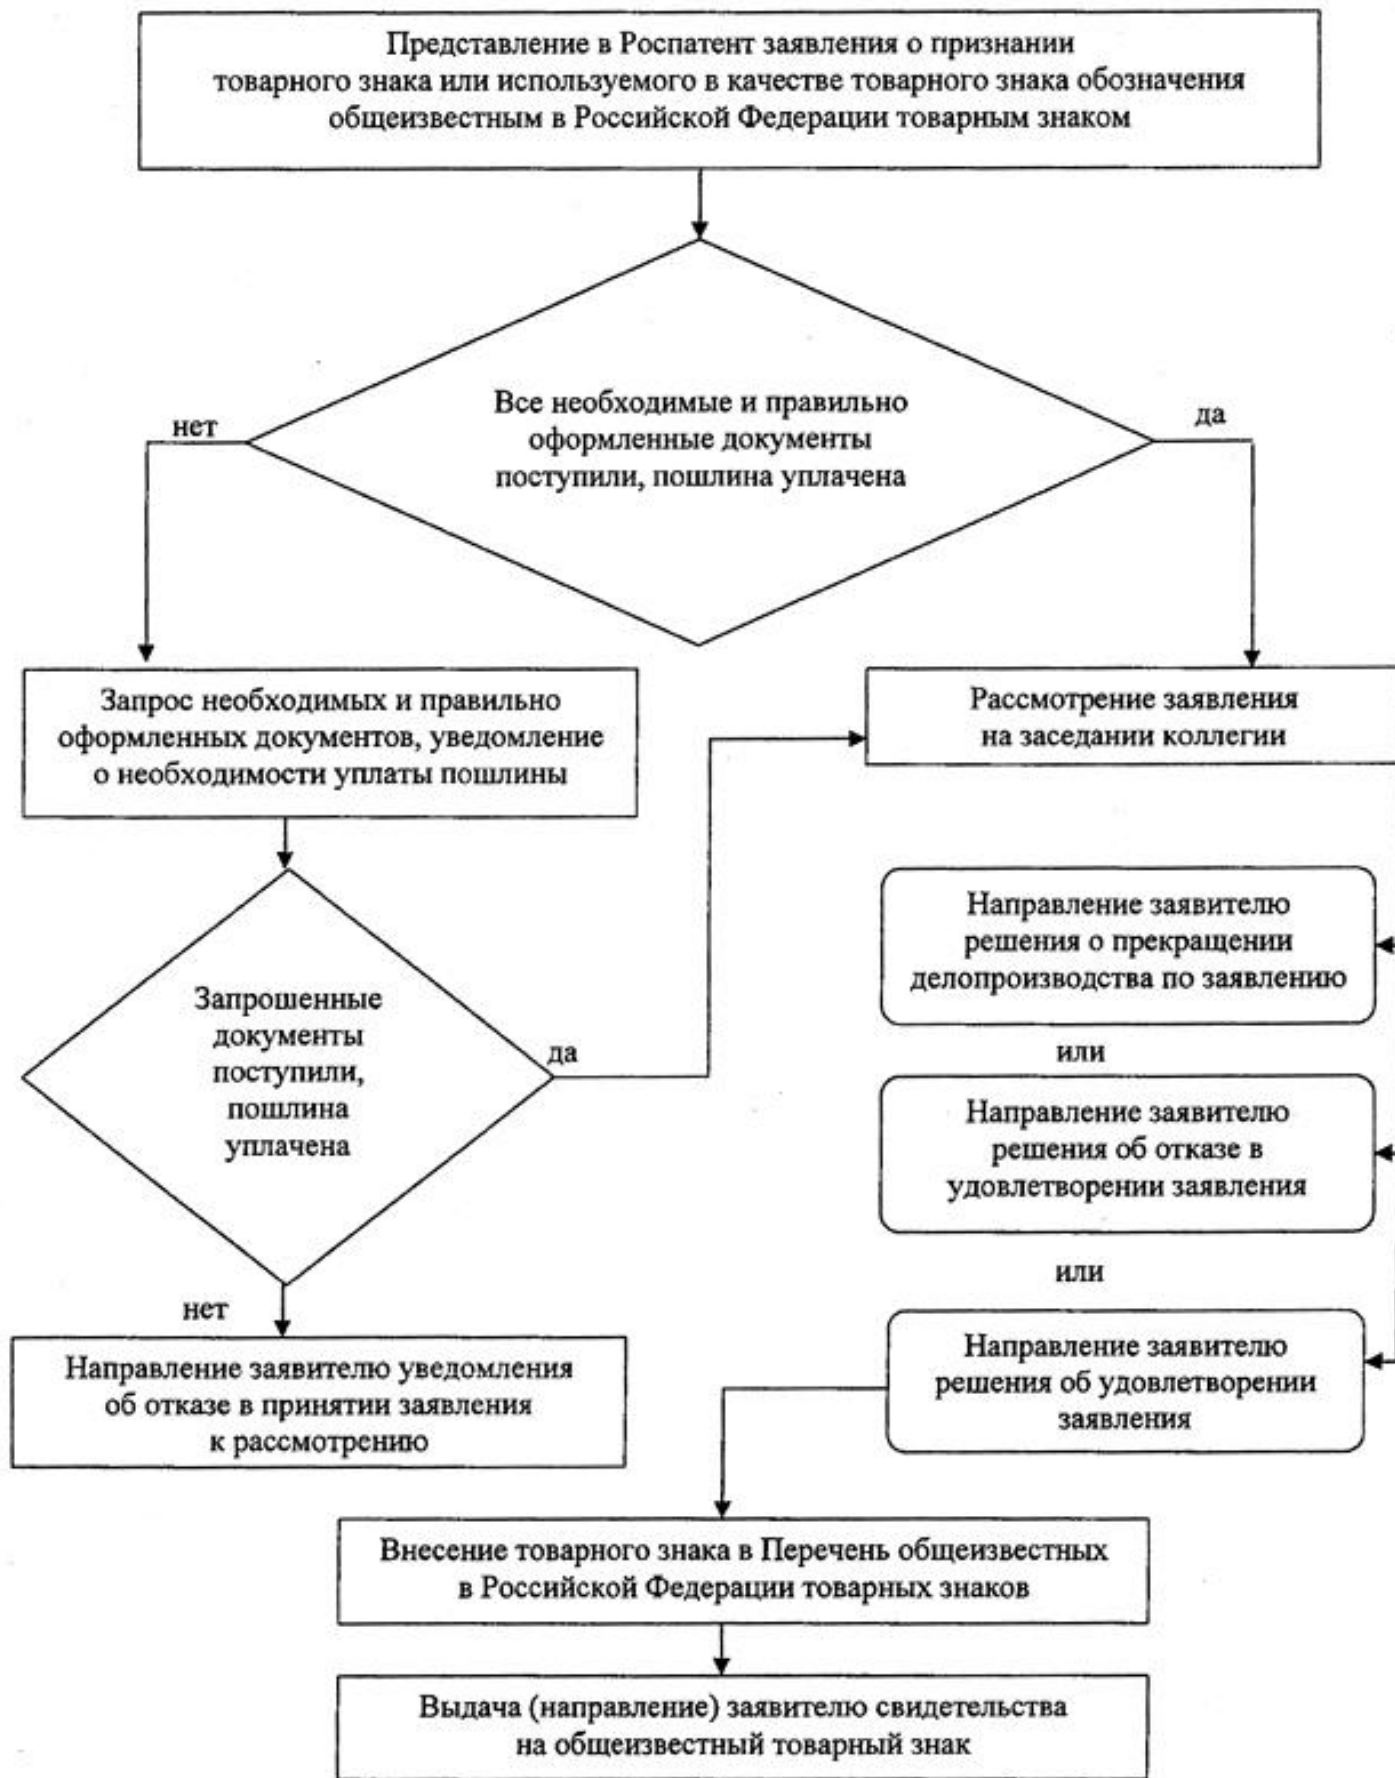 Представление в Роспатент заявления о признании
товарного знака или используемого в качестве товарного знака обозначения
общеизвестным в Российской Федерации товарным знаком
Все необходимые и правильно
оформленные документы
поступили, пошлина уплачена
нет
да
Запрос необходимых и правильно
оформленных документов, уведомление
о необходимости уплаты пошлины
Рассмотрение заявления
на заседании коллегии
Запрошенные
документы
поступили,
пошлина
уплачена
да
нет
Направление заявителю уведомления
об отказе в принятии заявления
к рассмотрению
Направление заявителю
решения о прекращении
делопроизводства по заявлению
или
Направление заявителю
решения об отказе в
удовлетворении заявления
или
Направление заявителю
решения об удовлетворении
заявления
Внесение товарного знака в Перечень общеизвестных
в Российской Федерации товарных знаков
Выдача (направление) заявителю свидетельства
на общеизвестный товарный знак